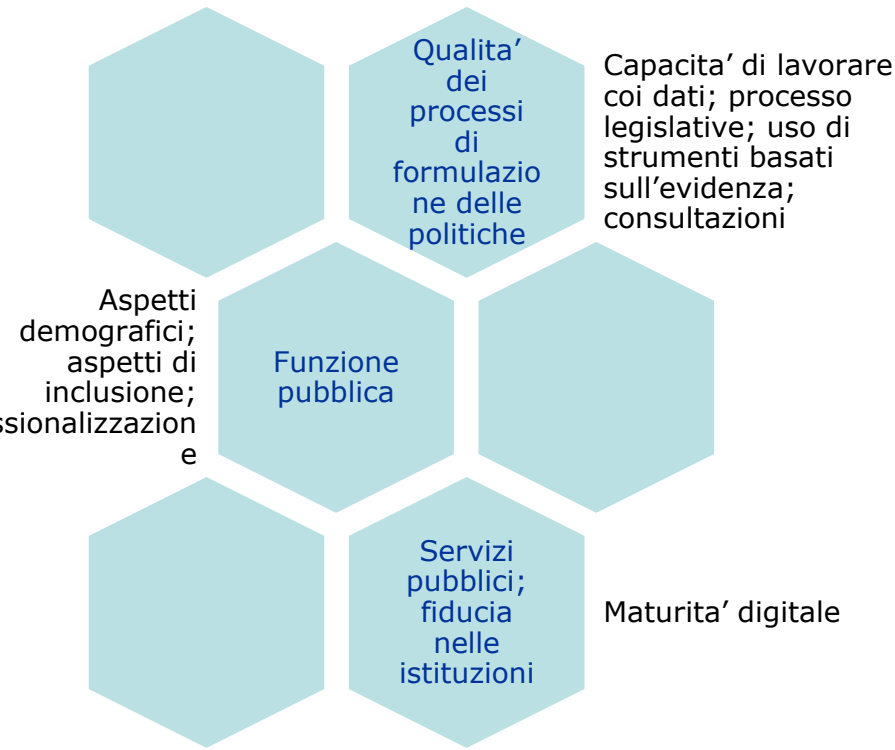 Qualita’
dei
processi
di
formulazio
ne delle
politiche
Capacita’ di lavorare
coi dati; processo
legislative; uso di
strumenti basati
sull’evidenza;
consultazioni
Aspetti
demografici;
aspetti di
inclusione;
ssionalizzazion
e
Funzione
pubblica
Servizi
pubblici;
fiducia
nelle
istituzioni
Maturita’ digitale